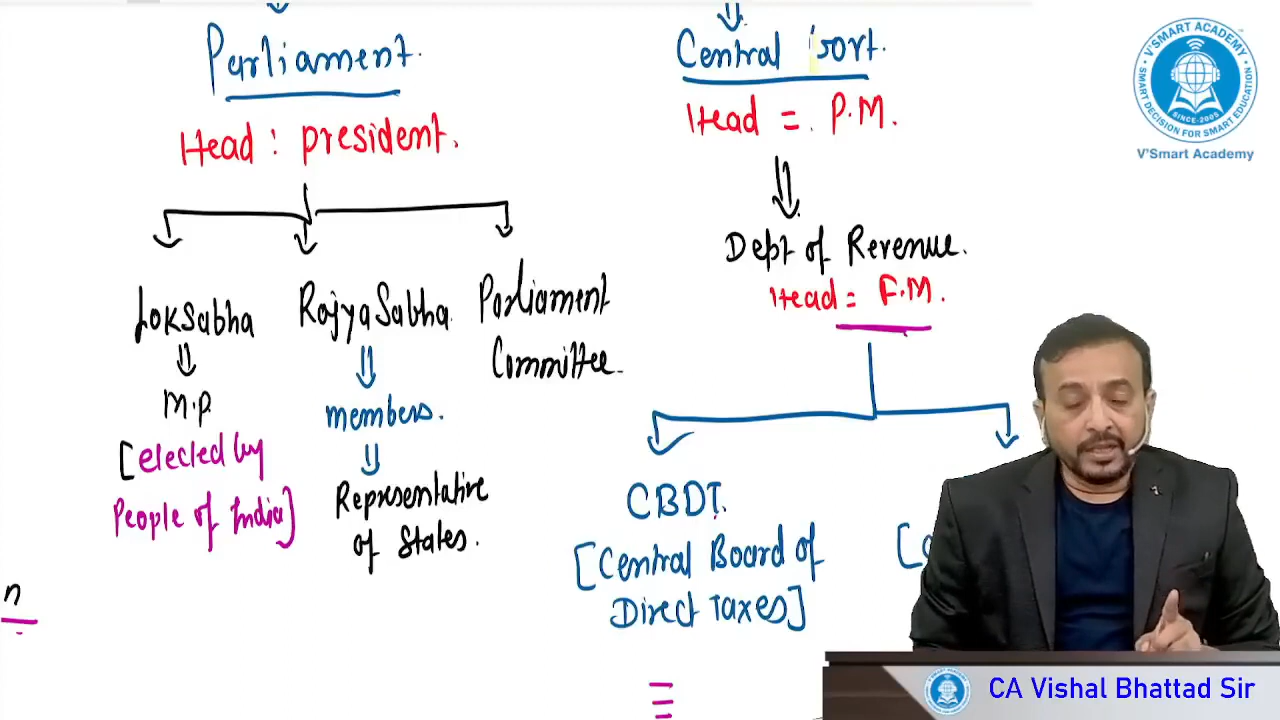 Parliament.
Head : president.
LokSabha
M.P.
[elected by
People of India]
RajyaSabha
members.
Representative
of States.
Parliament
Committee.
n
Central Govt.
Head = P.M.
Dept of Revenue.
Head = F.M.
CBDT.
[Central Board of
Direct Taxes]
[
V'SMART ACADEMY
SINCE-2005
SMART DECISION FOR SMART EDUCATION
V'Smart Academy
CA Vishal Bhattad Sir